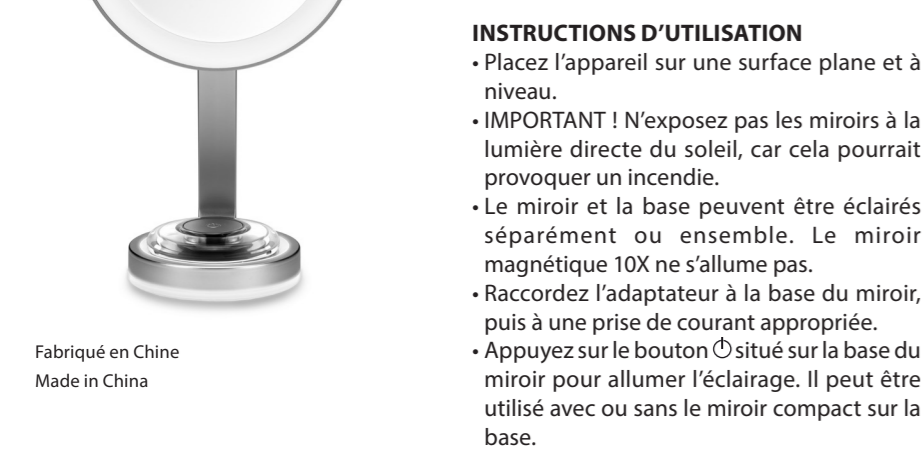 Fabriqué en Chine
Made in China
INSTRUCTIONS D’UTILISATION
• Placez l’appareil sur une surface plane et à
niveau.
• IMPORTANT ! N’exposez pas les miroirs à la
lumière directe du soleil, car cela pourrait
provoquer un incendie.
• Le miroir et la base peuvent être éclairés
séparément ou ensemble. Le miroir
magnétique 10X ne s’allume pas.
• Raccordez l’adaptateur à la base du miroir,
puis à une prise de courant appropriée.
• Appuyez sur le bouton ⏻ situé sur la base du
miroir pour allumer l’éclairage. Il peut être
utilisé avec ou sans le miroir compact sur la
base.